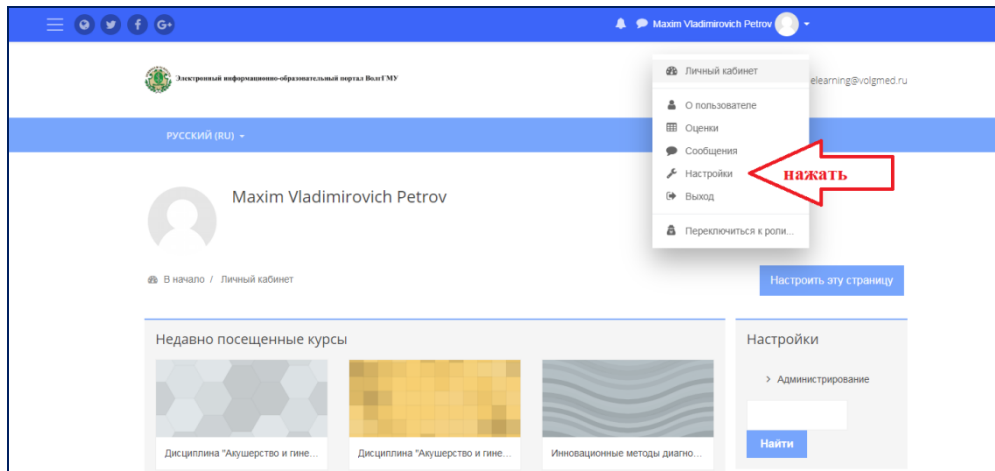 Maxim Vladimirovich Petrov
Электронный информационно-образовательный портал ВолгГМУ
elearning@volgmed.ru
Личный кабинет
О пользователе
Оценки
Сообщения
Настройки
Выход
Переключиться к роли...
нажать
РУССКИЙ (RU)
Maxim Vladimirovich Petrov
В начало / Личный кабинет
Настроить эту страницу
Недавно посещенные курсы
Дисциплина "Акушерство и гине...
Дисциплина "Акушерство и гине...
Инновационные методы диагно...
Настройки
Администрирование
Найти